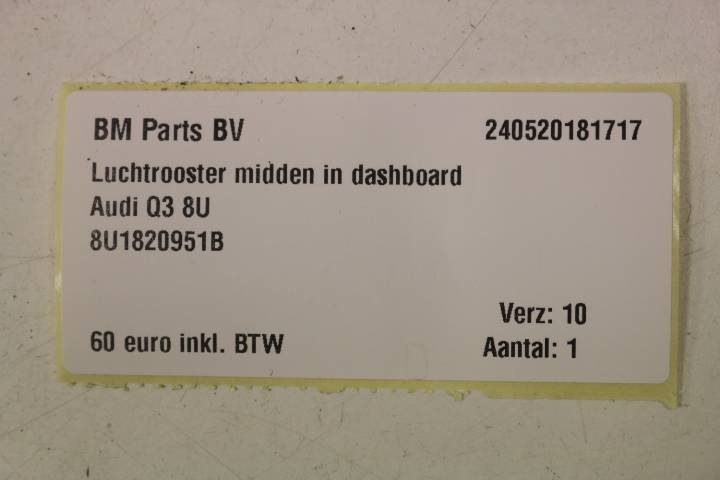 BM Parts BV 240520181717
Luchtrooster midden in dashboard
Audi Q3 8U
8U1820951B
Verz: 10
60 euro inkl. BTW Aantal: 1